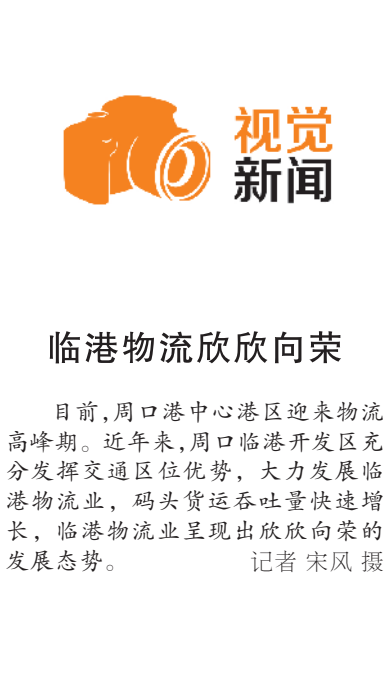 视觉
新闻
临港物流欣欣向荣
目前,周口港中心港区迎来物流
高峰期。近年来,周口临港开发区充
分发挥交通区位优势，大力发展临
港物流业，码头货运吞吐量快速增
长，临港物流业呈现出欣欣向荣的
发展态势。 记者 宋风 摄